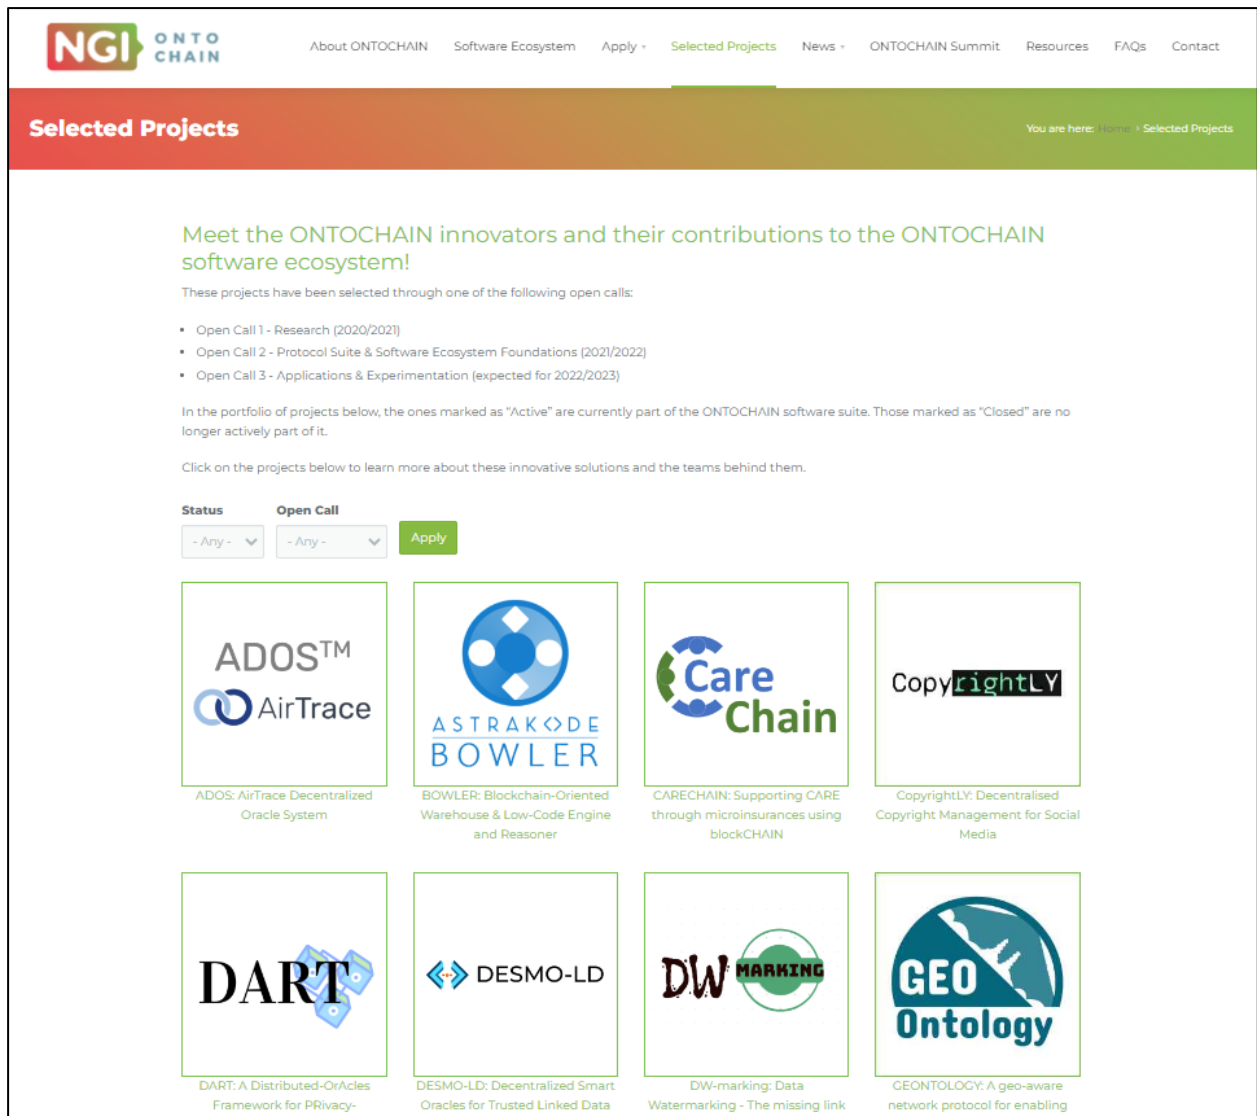 NGI ONTO CHAIN
About ONTOCHAIN Software Ecosystem Apply Selected Projects News ONTOCHAIN Summit Resources FAQs Contact
Selected Projects
You are here: Home > Selected Projects
Meet the ONTOCHAIN innovators and their contributions to the ONTOCHAIN
software ecosystem!
These projects have been selected through one of the following open calls:
• Open Call 1 - Research (2020/2021)
• Open Call 2 - Protocol Suite & Software Ecosystem Foundations (2021/2022)
• Open Call 3 - Applications & Experimentation (expected for 2022/2023)
In the portfolio of projects below, the ones marked as “Active” are currently part of the ONTOCHAIN software suite. Those marked as “Closed” are no
longer actively part of it.
Click on the projects below to learn more about these innovative solutions and the teams behind them.
Status Open Call
- Any - - Any - Apply
ADOS™
AirTrace
ASTRAKODE
BOWLER
Care
Chain
CopyrightLY
ADOS: AirTrace Decentralized
Oracle System
BOWLER: Blockchain-Oriented
Warehouse & Low-Code Engine
and Reasoner
CARECHAIN: Supporting CARE
through microinsurances using
blockCHAIN
CopyrightLY: Decentralised
Copyright Management for Social
Media
DART
DESMO-LD
DW MARKING
GEO
Ontology
DART: A Distributed-OrAcles
Framework for PRivacy-
DESMO-LD: Decentralized Smart
Oracles for Trusted Linked Data
DW-marking: Data
Watermarking - The missing link
GEONTOLOGY: A geo-aware
network protocol for enabling